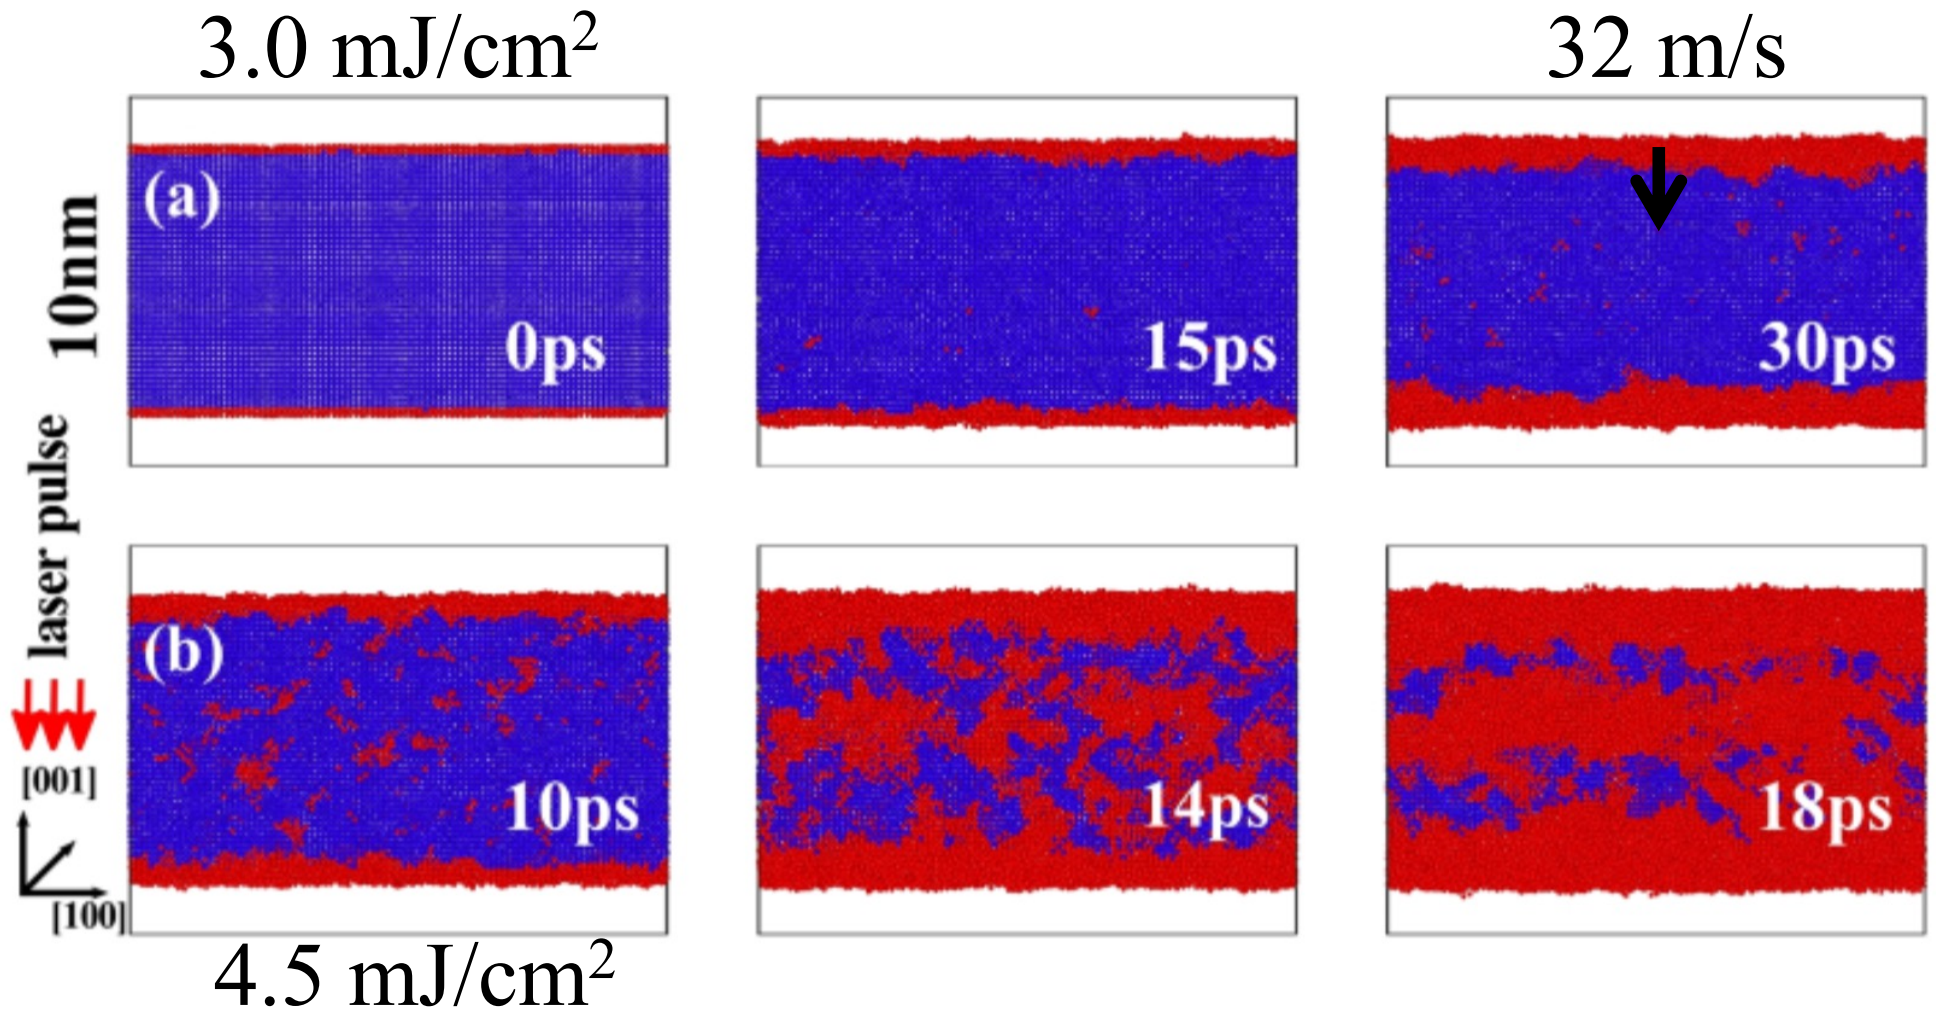 3.0 mJ/cm²
32 m/s
10nm
(a)
0ps
15ps
30ps
laser pulse
(b)
10ps
14ps
18ps
[001]
[100]
4.5 mJ/cm²